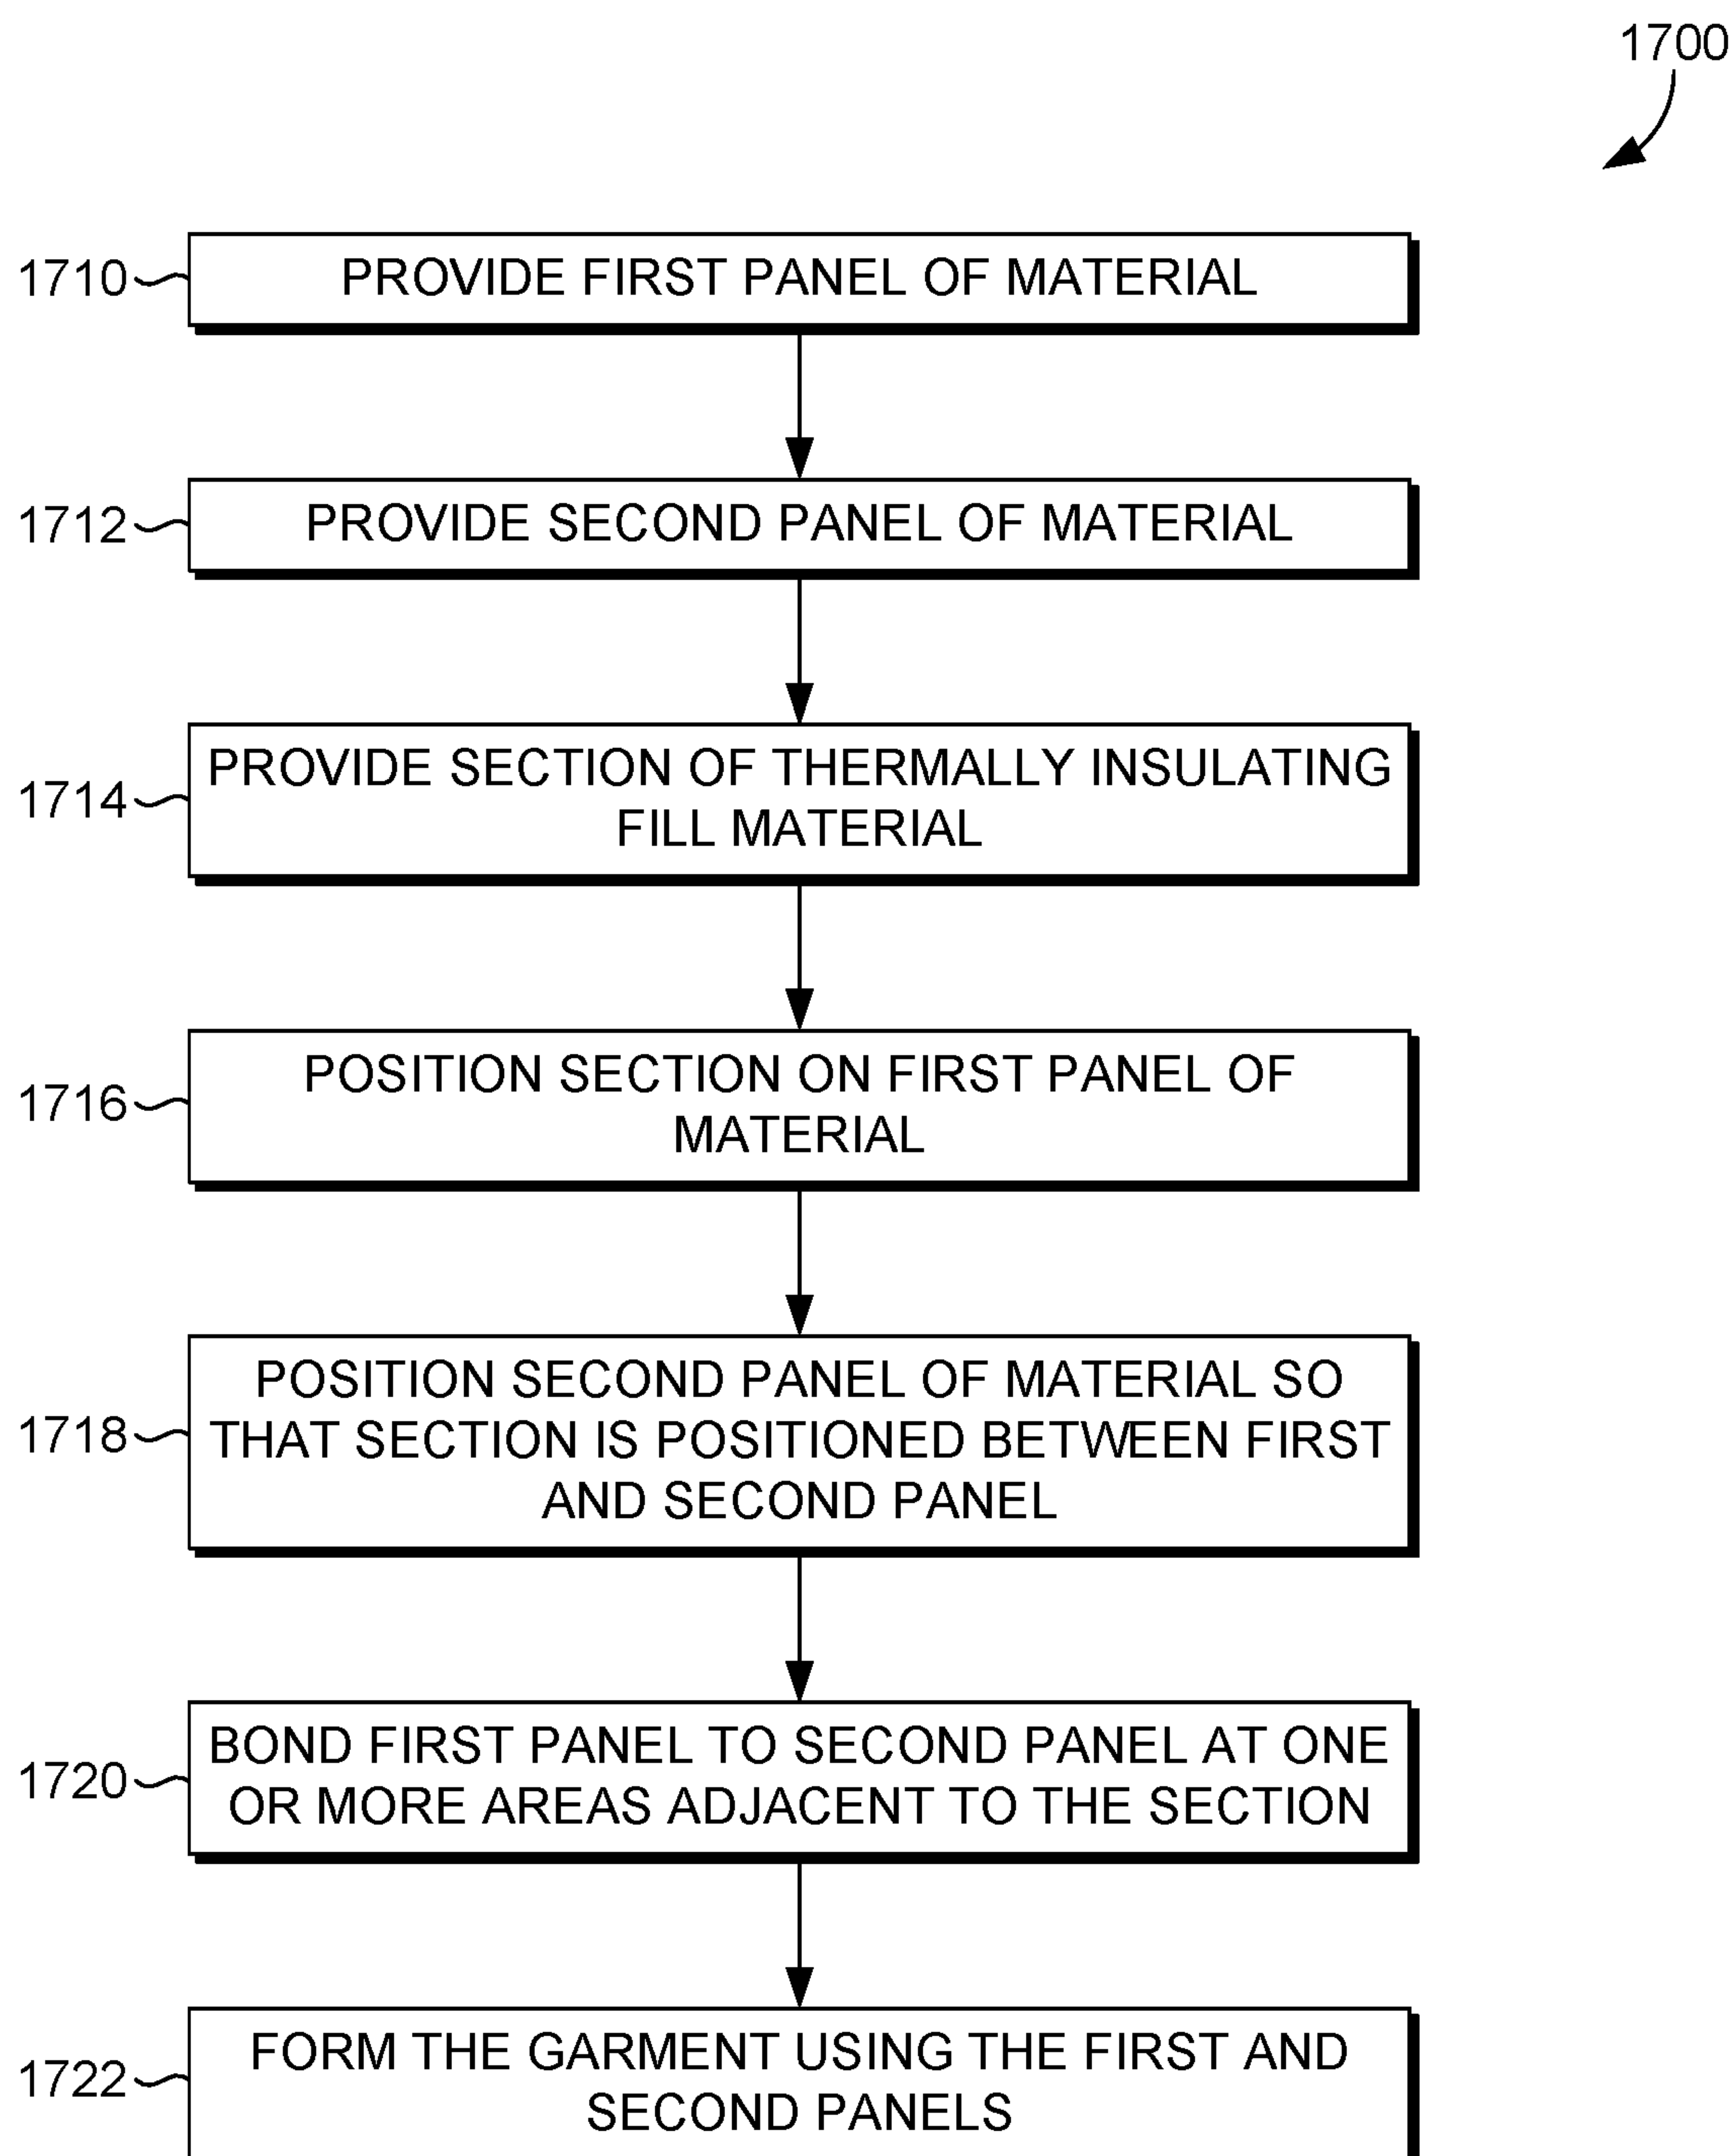 1700
1710
PROVIDE FIRST PANEL OF MATERIAL
1712
PROVIDE SECOND PANEL OF MATERIAL
1714
PROVIDE SECTION OF THERMALLY INSULATING
FILL MATERIAL
1716
POSITION SECTION ON FIRST PANEL OF
MATERIAL
1718
POSITION SECOND PANEL OF MATERIAL SO
THAT SECTION IS POSITIONED BETWEEN FIRST
AND SECOND PANEL
1720
BOND FIRST PANEL TO SECOND PANEL AT ONE
OR MORE AREAS ADJACENT TO THE SECTION
1722
FORM THE GARMENT USING THE FIRST AND
SECOND PANELS